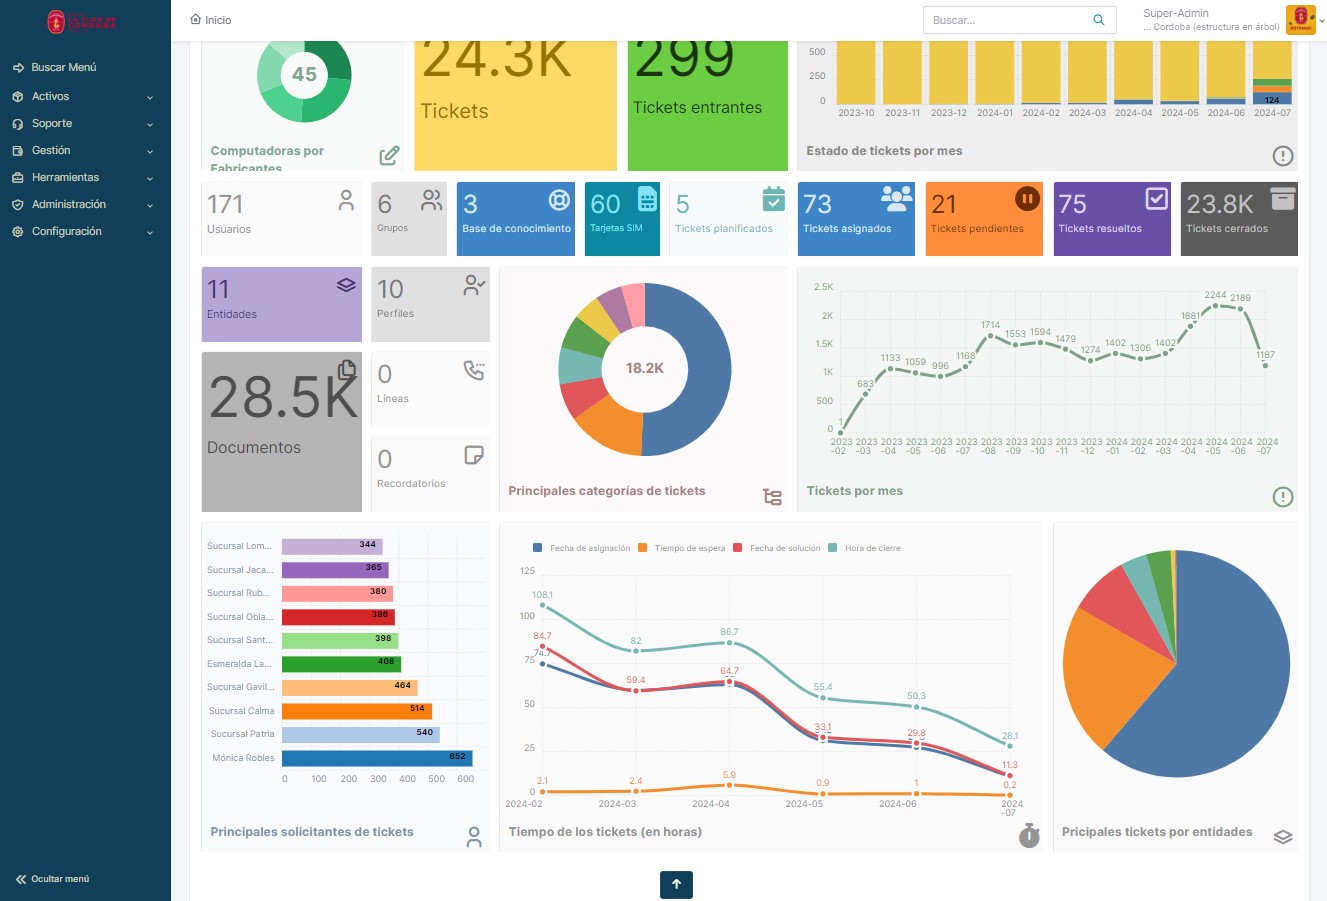 LA FLOR DE
CÓRDOBA
Inicio
Buscar...
Super-Admin
... Cordoba (estructura en árbol)
Buscar Menú
Activos
Soporte
Gestión
Herramientas
Administración
Configuración
Ocultar menú
45
Computadoras por
Fabricantes
24.3K
Tickets
299
Tickets entrantes
500
250
0
124
2023-10 2023-11 2023-12 2024-01 2024-02 2024-03 2024-04 2024-05 2024-06 2024-07
Estado de tickets por mes
171
Usuarios
6
Grupos
3
Base de conocimiento
60
Tarjetas SIM
5
Tickets planificados
73
Tickets asignados
21
Tickets pendientes
75
Tickets resueltos
23.8K
Tickets cerrados
11
Entidades
10
Perfiles
28.5K
Documentos
0
Líneas
0
Recordatorios
18.2K
Principales categorías de tickets
2.5K
2K
1.5K
1K
500
0
1 683 1133 1059 996 1168 1714 1553 1594 1479 1274 1402 1306 1402 1881 2244 2189 1187
2023 2023 2023 2023 2023 2023 2023 2023 2023 2023 2023 2024 2024 2024 2024 2024 2024 2024
-02 -03 -04 -05 -06 -07 -08 -09 -10 -11 -12 -01 -02 -03 -04 -05 -06 -07
Tickets por mes
Sucursal Lom... 344
Sucursal Jaca... 365
Sucursal Rub... 380
Sucursal Obla... 386
Sucursal Sant... 398
Esmeralda La... 408
Sucursal Gavil... 464
Sucursal Calma 514
Sucursal Patria 540
Mónica Robles 652
0 100 200 300 400 500 600
Principales solicitantes de tickets
Fecha de asignación Tiempo de espera Fecha de solución Hora de cierre
125
100
75
50
25
0
108.1 82 86.7 55.4 50.3 28.1
84.7 59.4 64.7 33.1 29.8 11.3
74.7
2.1 2.4 5.9 0.9 1 0.2
2024-02 2024-03 2024-04 2024-05 2024-06 2024
-07
Tiempo de los tickets (en horas)
Pricipales tickets por entidades